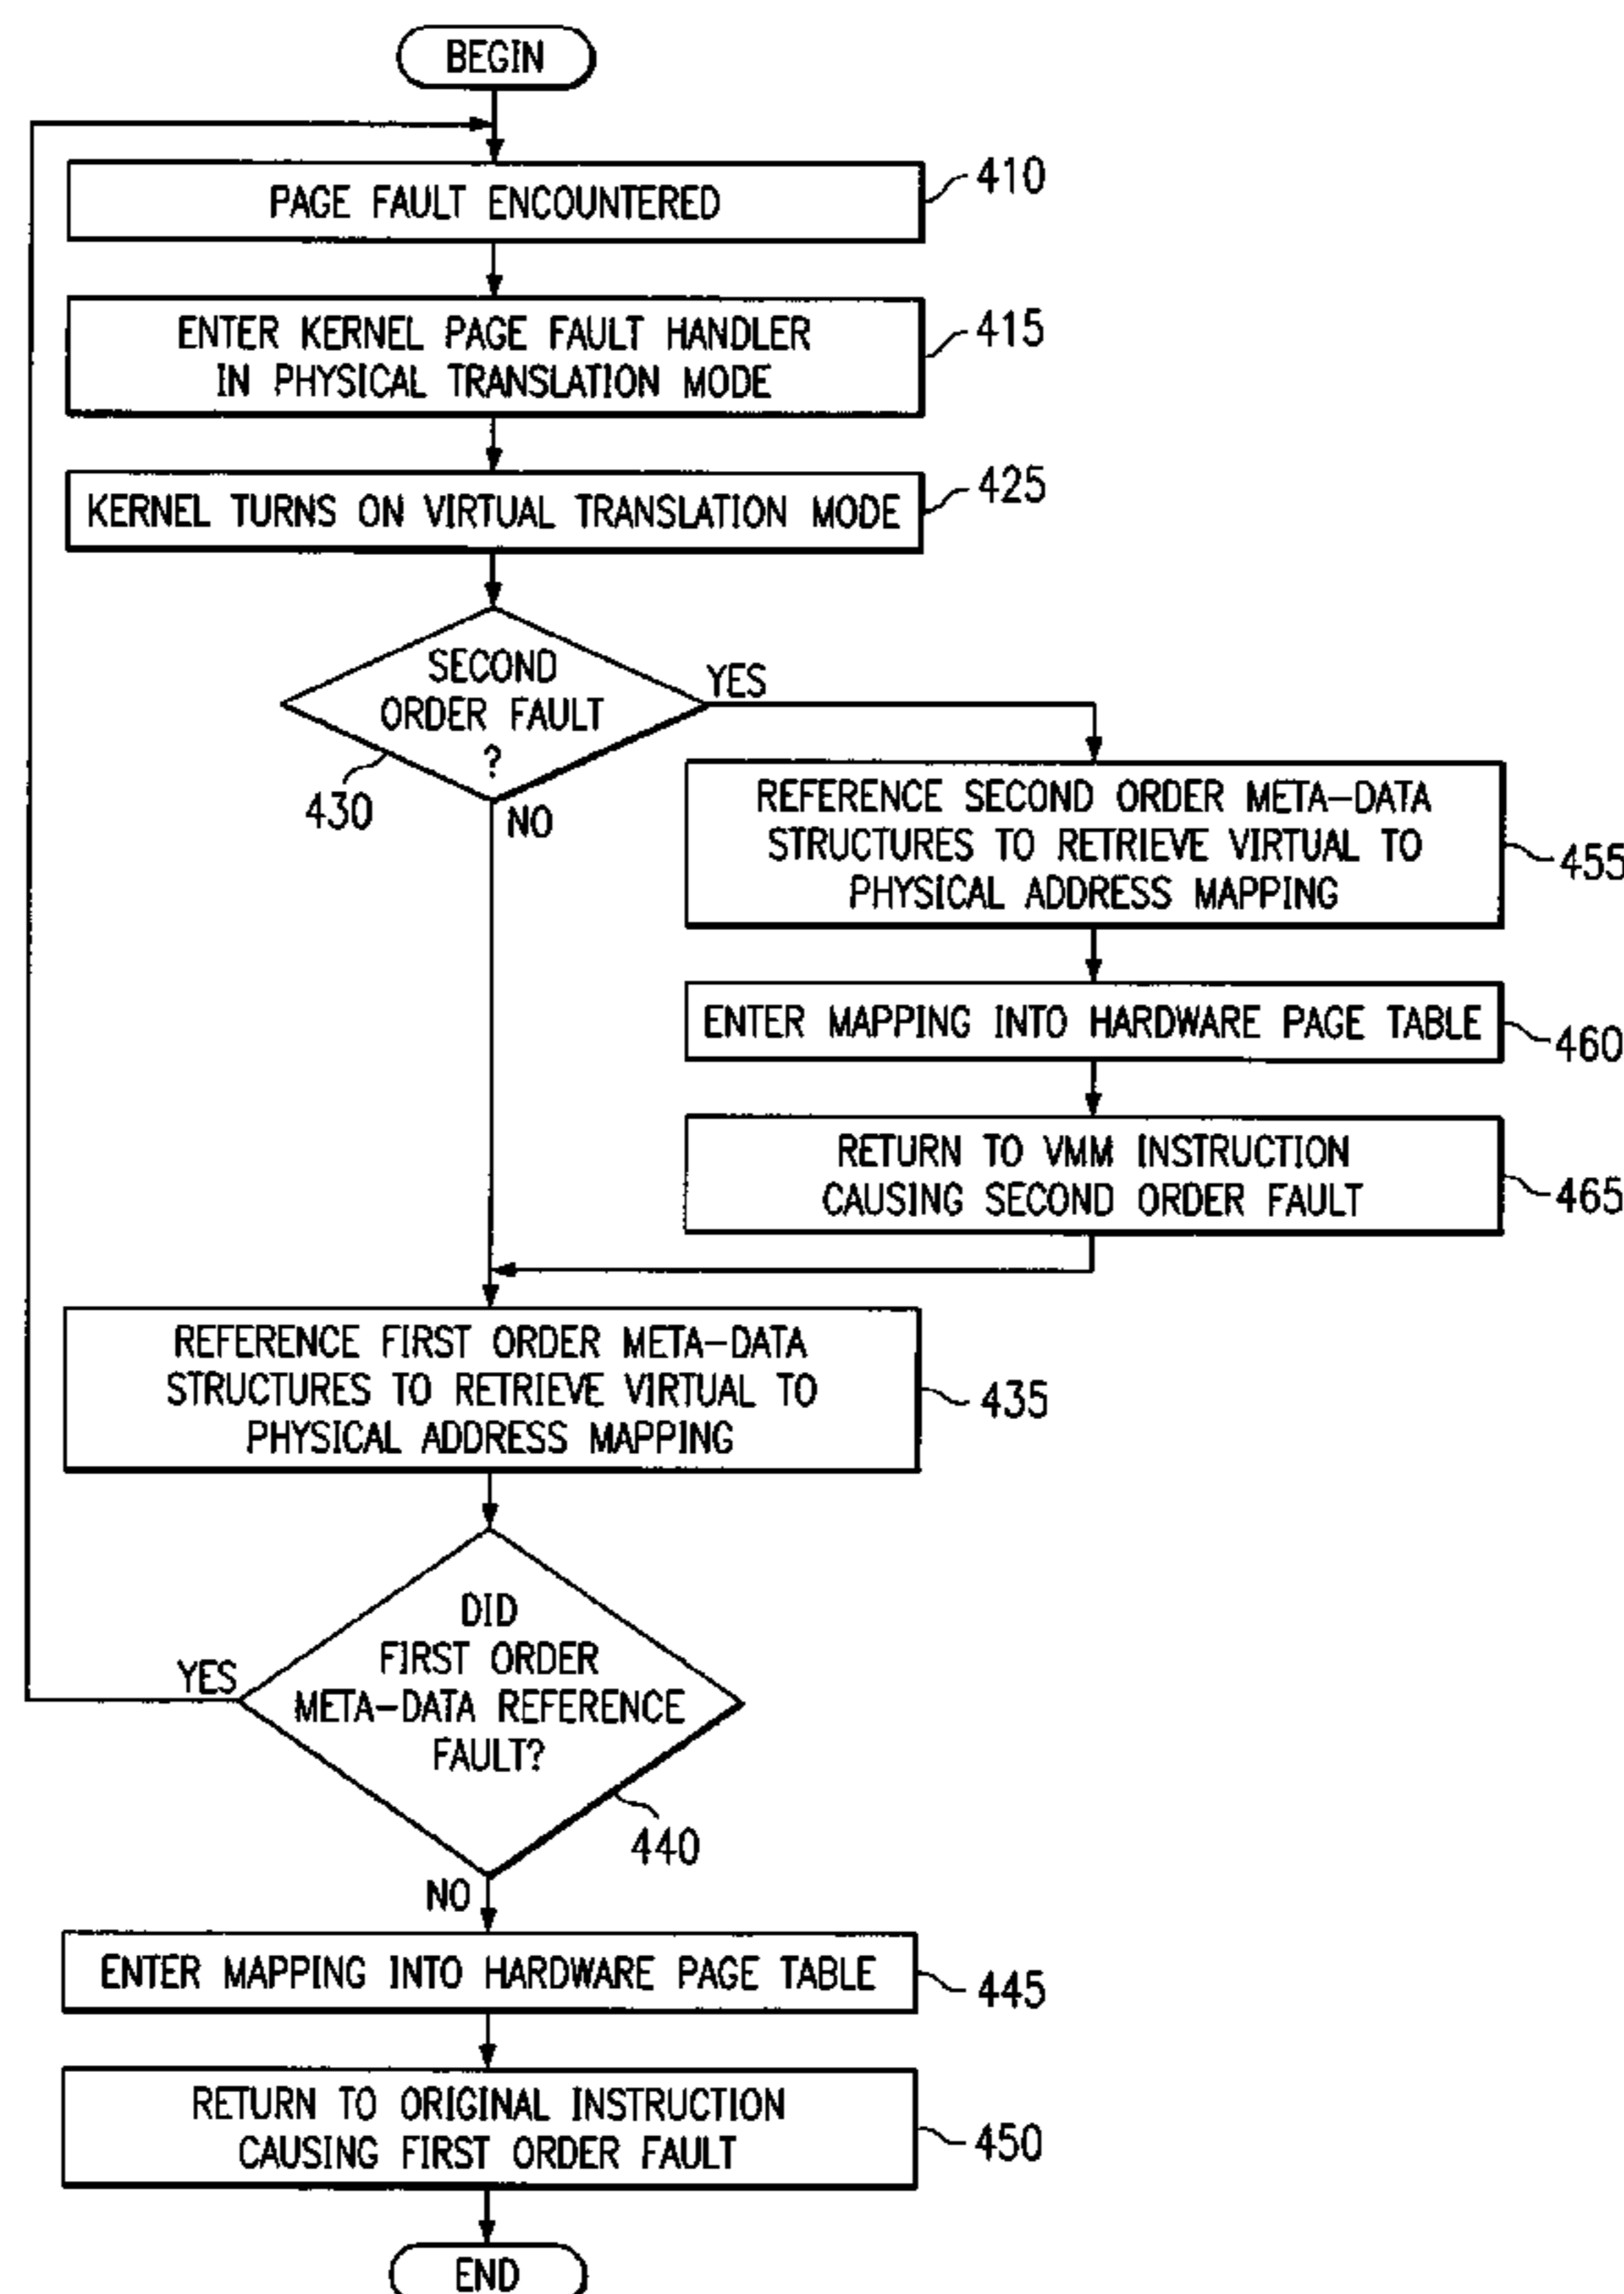 BEGIN
PAGE FAULT ENCOUNTERED
410
ENTER KERNEL PAGE FAULT HANDLER
IN PHYSICAL TRANSLATION MODE
415
KERNEL TURNS ON VIRTUAL TRANSLATION MODE
425
SECOND
ORDER FAULT
?
YES
430
NO
REFERENCE SECOND ORDER META-DATA
STRUCTURES TO RETRIEVE VIRTUAL TO
PHYSICAL ADDRESS MAPPING
455
ENTER MAPPING INTO HARDWARE PAGE TABLE
460
RETURN TO VMM INSTRUCTION
CAUSING SECOND ORDER FAULT
465
REFERENCE FIRST ORDER META-DATA
STRUCTURES TO RETRIEVE VIRTUAL TO
PHYSICAL ADDRESS MAPPING
435
DID
FIRST ORDER
META-DATA REFERENCE
FAULT?
YES
440
NO
ENTER MAPPING INTO HARDWARE PAGE TABLE
445
RETURN TO ORIGINAL INSTRUCTION
CAUSING FIRST ORDER FAULT
450
END